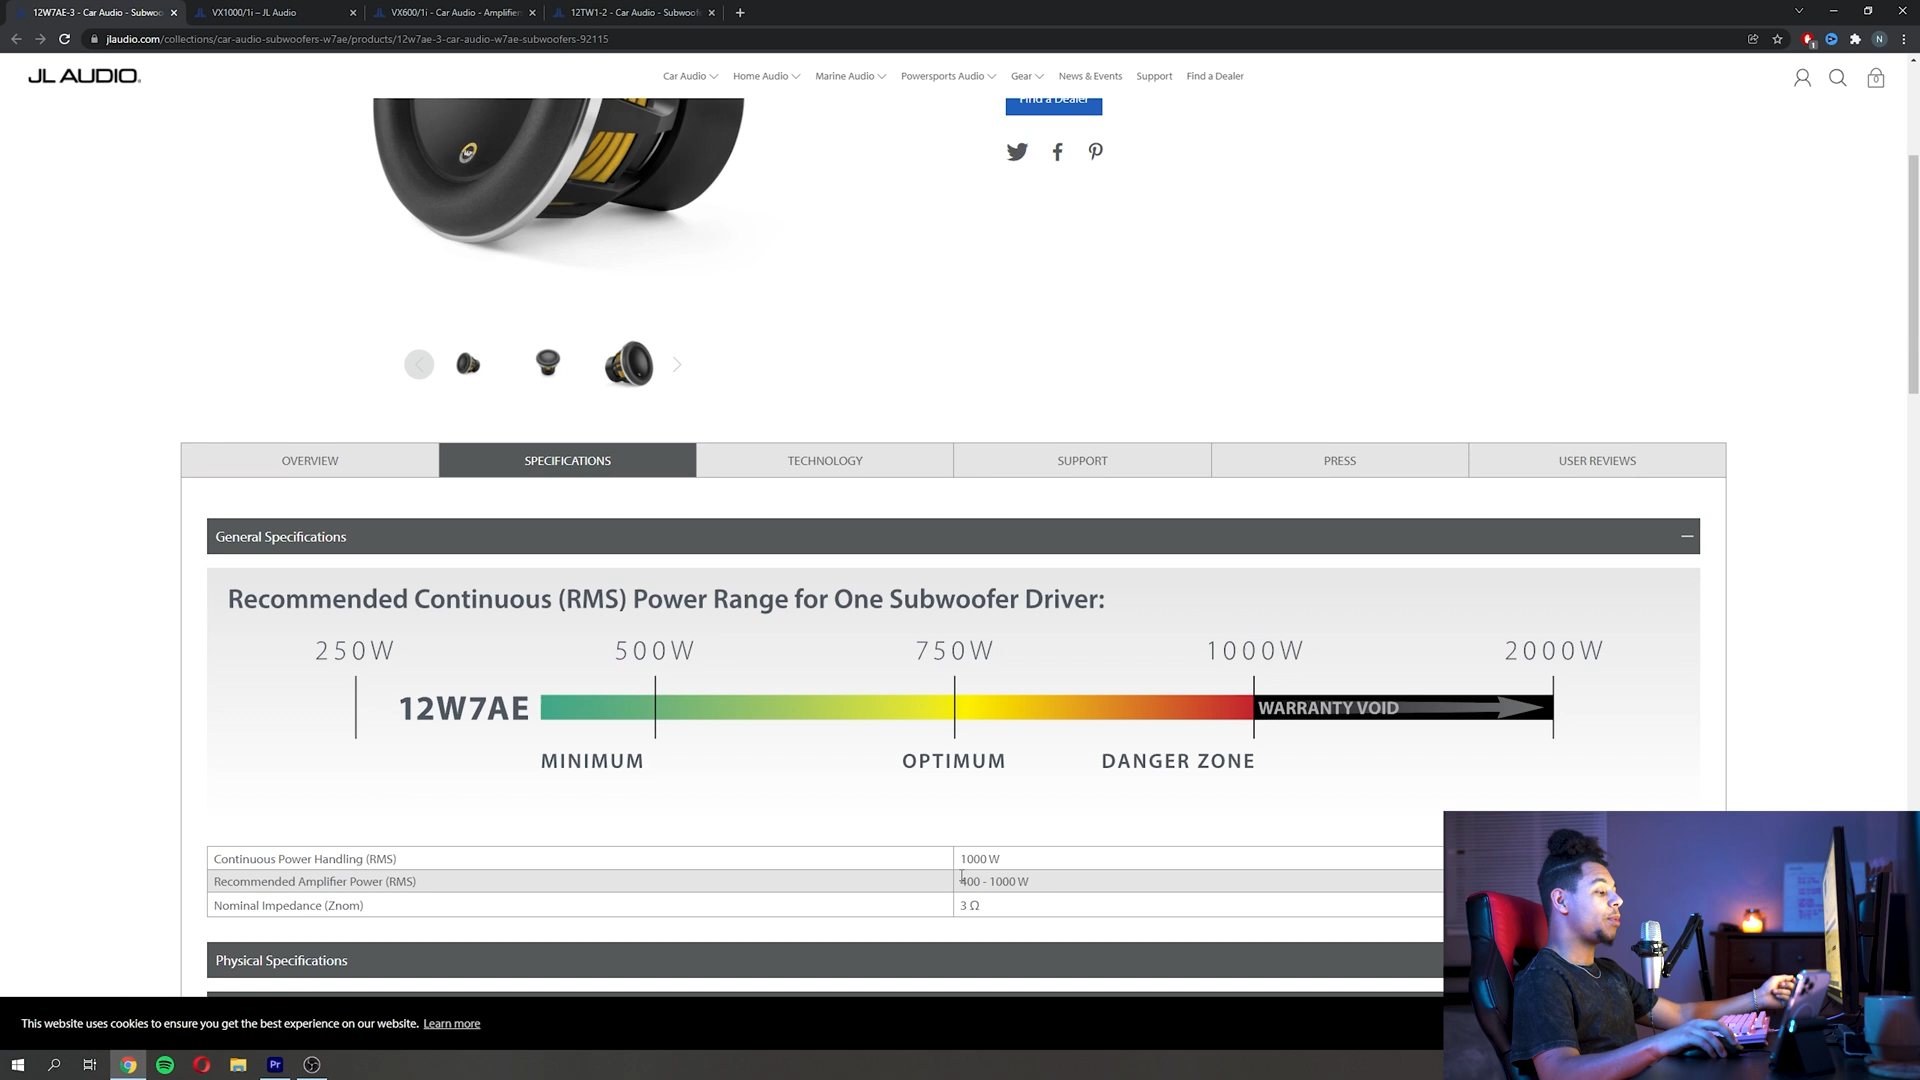 12W7AE-3 - Car Audio - Subwoo
VX1000/1i – JL Audio
VX600/1i - Car Audio - Amplifier
12TW1-2 - Car Audio - Subwoof
jlaudio.com/collections/car-audio-subwoofers-w7ae/products/12w7ae-3-car-audio-w7ae-subwoofers-92115
1
N
JL AUDIO
Car Audio
Home Audio
Marine Audio
Powersports Audio
Gear
News & Events
Support
Find a Dealer
0
Find a Dealer
OVERVIEW
SPECIFICATIONS
TECHNOLOGY
SUPPORT
PRESS
USER REVIEWS
General Specifications
Recommended Continuous (RMS) Power Range for One Subwoofer Driver:
250W 500W 750W 1000W 2000W
12W7AE
WARRANTY VOID
MINIMUM OPTIMUM DANGER ZONE
Continuous Power Handling (RMS) 1000 W
Recommended Amplifier Power (RMS) 400 - 1000 W
Nominal Impedance (Znom) 3 Ω
Physical Specifications
This website uses cookies to ensure you get the best experience on our website. Learn more
Pr